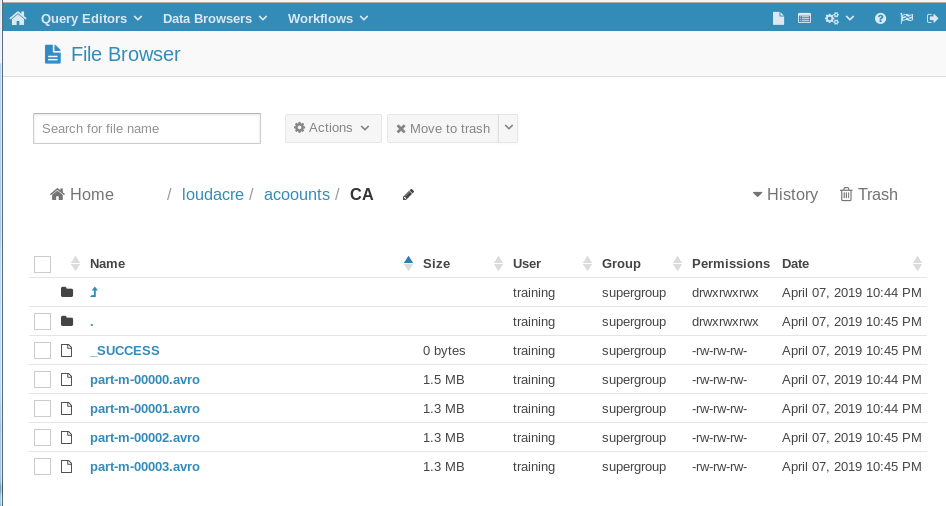 Query Editors Data Browsers Workflows
File Browser
Search for file name Actions Move to trash
Home / loudacre / acoounts / CA History Trash
Name Size User Group Permissions Date
training supergroup drwxrwxrwx April 07, 2019 10:44 PM
. training supergroup drwxrwxrwx April 07, 2019 10:45 PM
_SUCCESS 0 bytes training supergroup -rw-rw-rw- April 07, 2019 10:45 PM
part-m-00000.avro 1.5 MB training supergroup -rw-rw-rw- April 07, 2019 10:44 PM
part-m-00001.avro 1.3 MB training supergroup -rw-rw-rw- April 07, 2019 10:44 PM
part-m-00002.avro 1.3 MB training supergroup -rw-rw-rw- April 07, 2019 10:45 PM
part-m-00003.avro 1.3 MB training supergroup -rw-rw-rw- April 07, 2019 10:45 PM